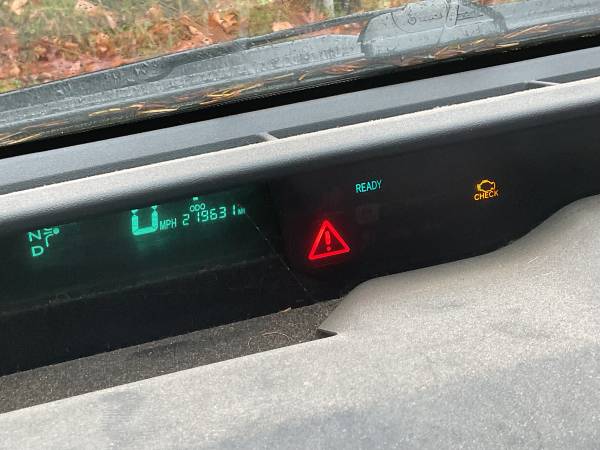 READY
CHECK
ODO
0 MPH 219631 MI
N
D